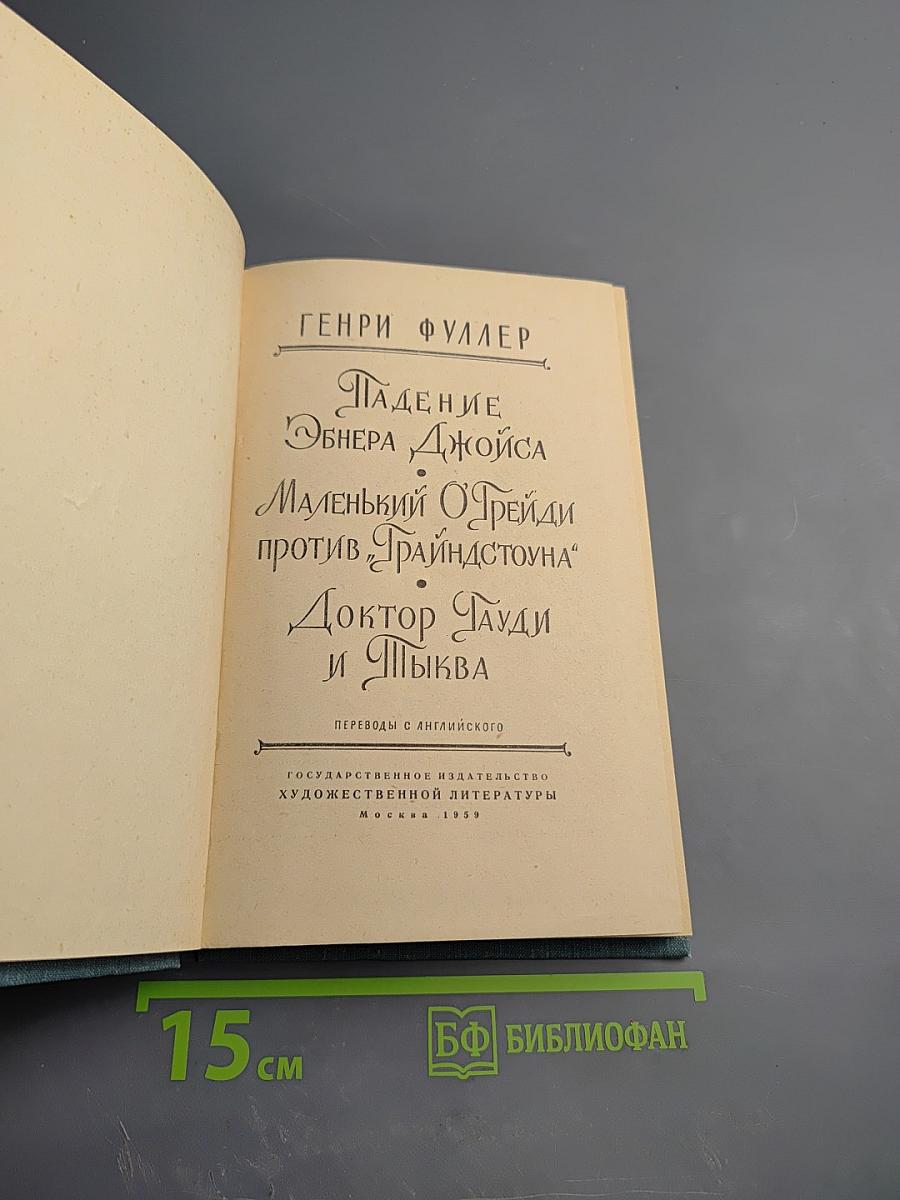 ГЕНРИ ФУЛЛЕР
Падение
Эбнера Джойса
•
Маленький О'Грейди
против „Грайндстоуна“
•
Доктор Гауди
и Тыква
ПЕРЕВОДЫ С АНГЛИЙСКОГО
ГОСУДАРСТВЕННОЕ ИЗДАТЕЛЬСТВО
ХУДОЖЕСТВЕННОЙ ЛИТЕРАТУРЫ
Москва 1959
15 см
БФ БИБЛИОФАН